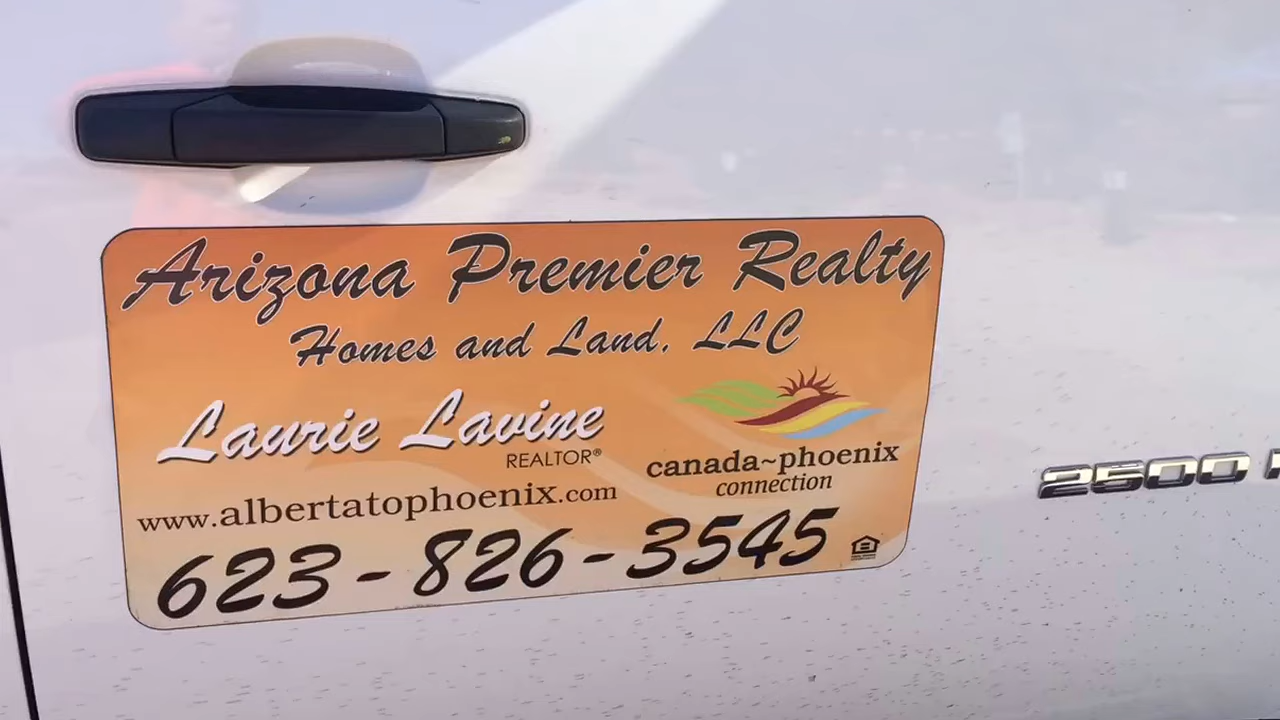 Arizona Premier Realty
Homes and Land, LLC
Laurie Lavine
REALTOR®
www.albertatophoenix.com
canada~phoenix
connection
623-826-3545
2500